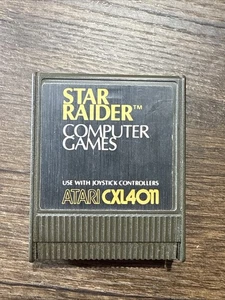 STAR
RAIDER™
COMPUTER
GAMES
USE WITH JOYSTICK CONTROLLERS
ATARI CXL4011